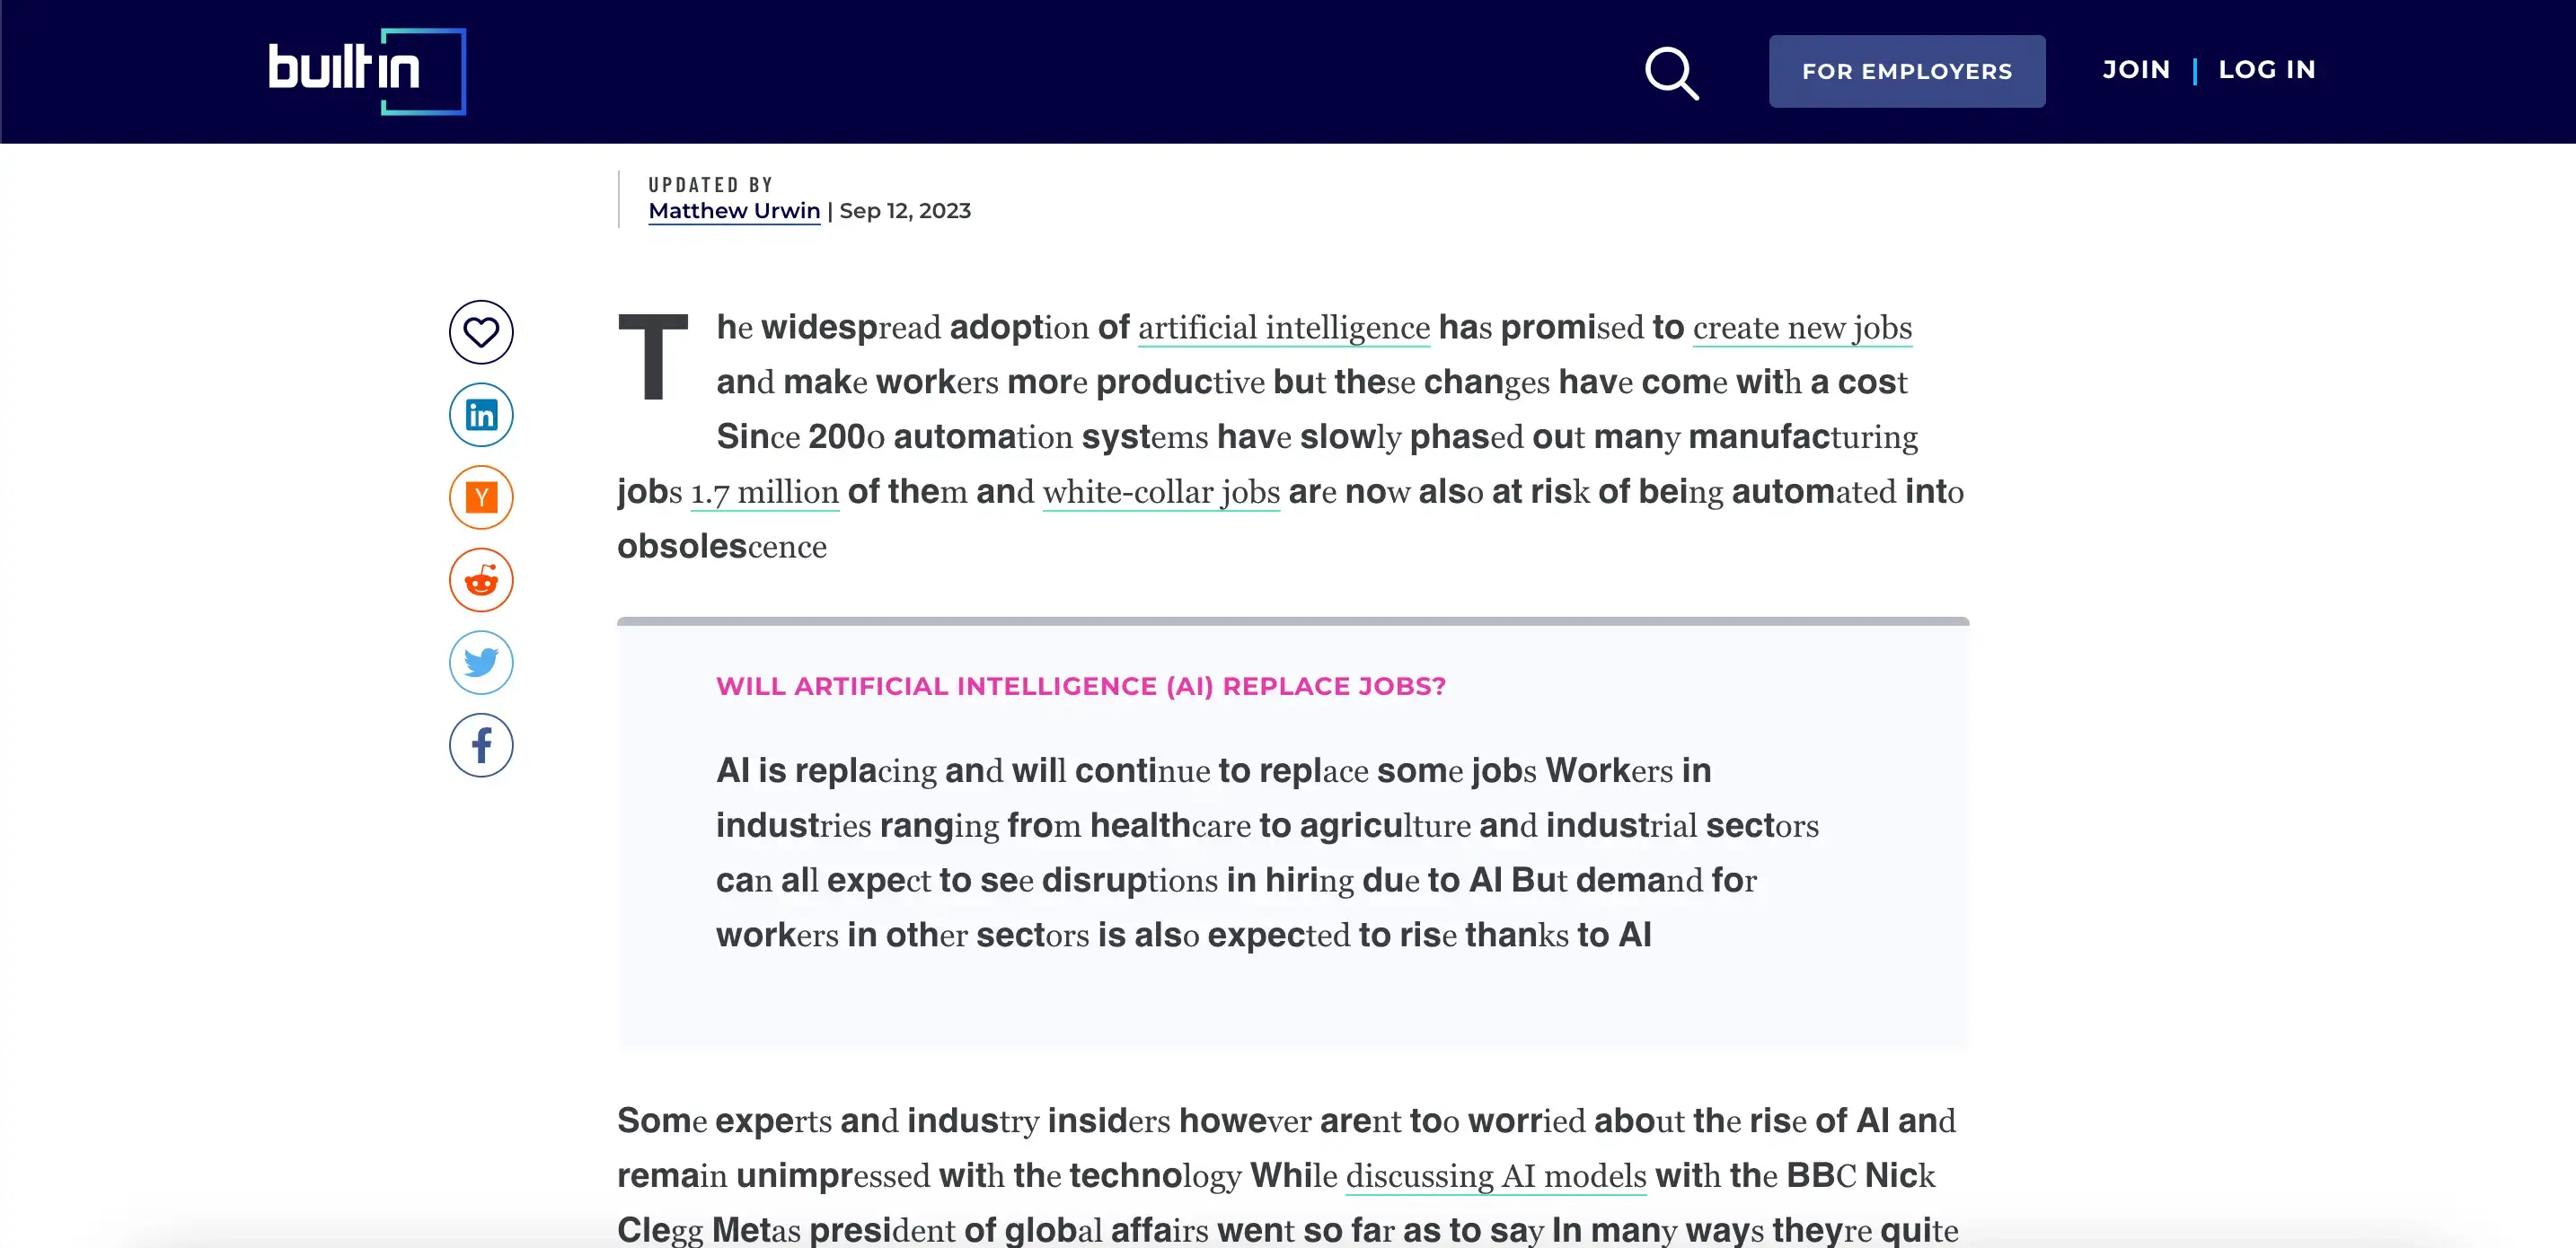 builtin
FOR EMPLOYERS
JOIN | LOG IN
UPDATED BY
Matthew Urwin | Sep 12, 2023
The widespread adoption of artificial intelligence has promised to create new jobs
and make workers more productive but these changes have come with a cost
Since 2000 automation systems have slowly phased out many manufacturing
jobs 1.7 million of them and white-collar jobs are now also at risk of being automated into
obsolescence
WILL ARTIFICIAL INTELLIGENCE (AI) REPLACE JOBS?
AI is replacing and will continue to replace some jobs Workers in
industries ranging from healthcare to agriculture and industrial sectors
can all expect to see disruptions in hiring due to AI But demand for
workers in other sectors is also expected to rise thanks to AI
Some experts and industry insiders however arent too worried about the rise of AI and
remain unimpressed with the technology While discussing AI models with the BBC Nick
Clegg Metas president of global affairs went so far as to say In many ways theyre quite